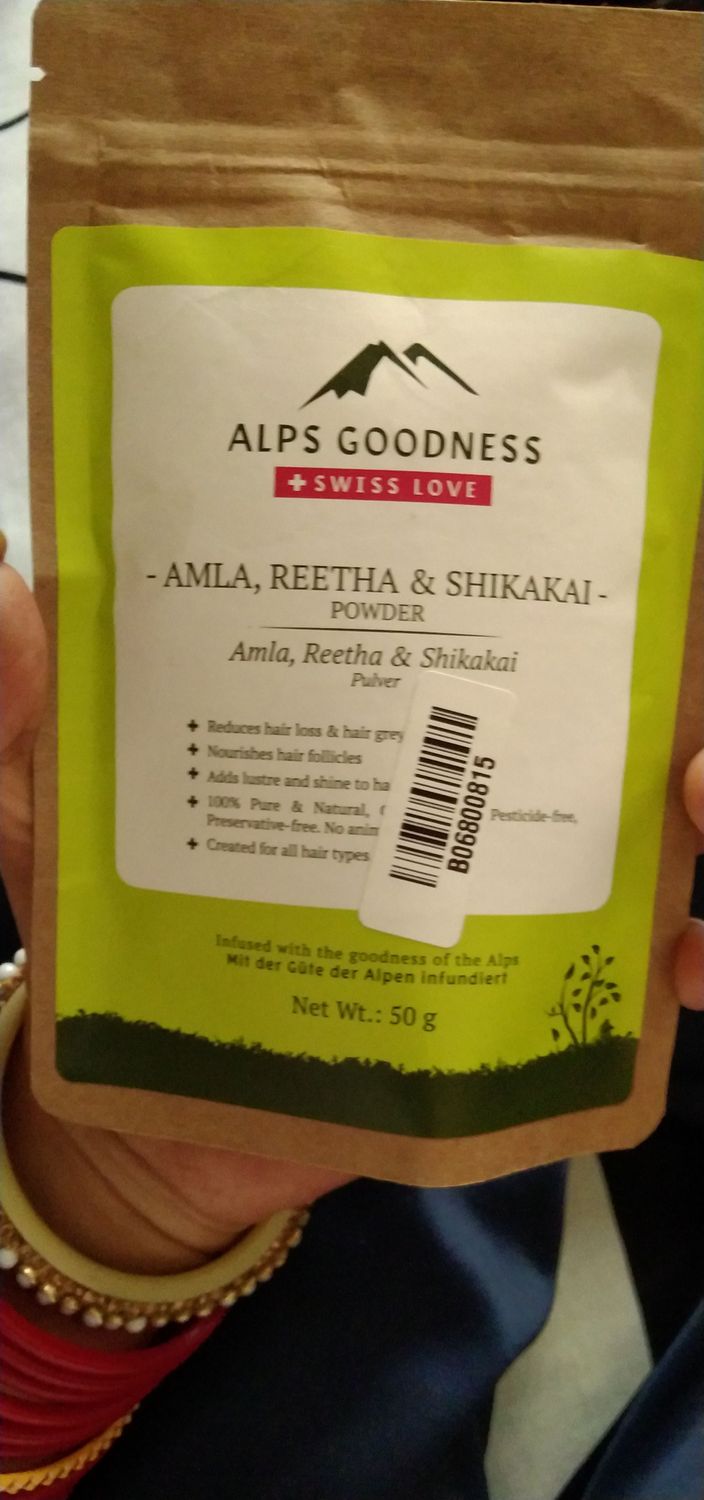 ALPS GOODNESS
+SWISS LOVE
- AMLA, REETHA & SHIKAKAI -
POWDER
Amla, Reetha & Shikakai
Pulver
Reduces hair loss & hair grey
Nourishes hair follicles
Adds lustre and shine to ha
100% Pure & Natural, Pesticide-free,
Preservative-free. No anim
Created for all hair types
B06800815
Infused with the goodness of the Alps
Mit der Güte der Alpen infundiert
Net Wt.: 50 g